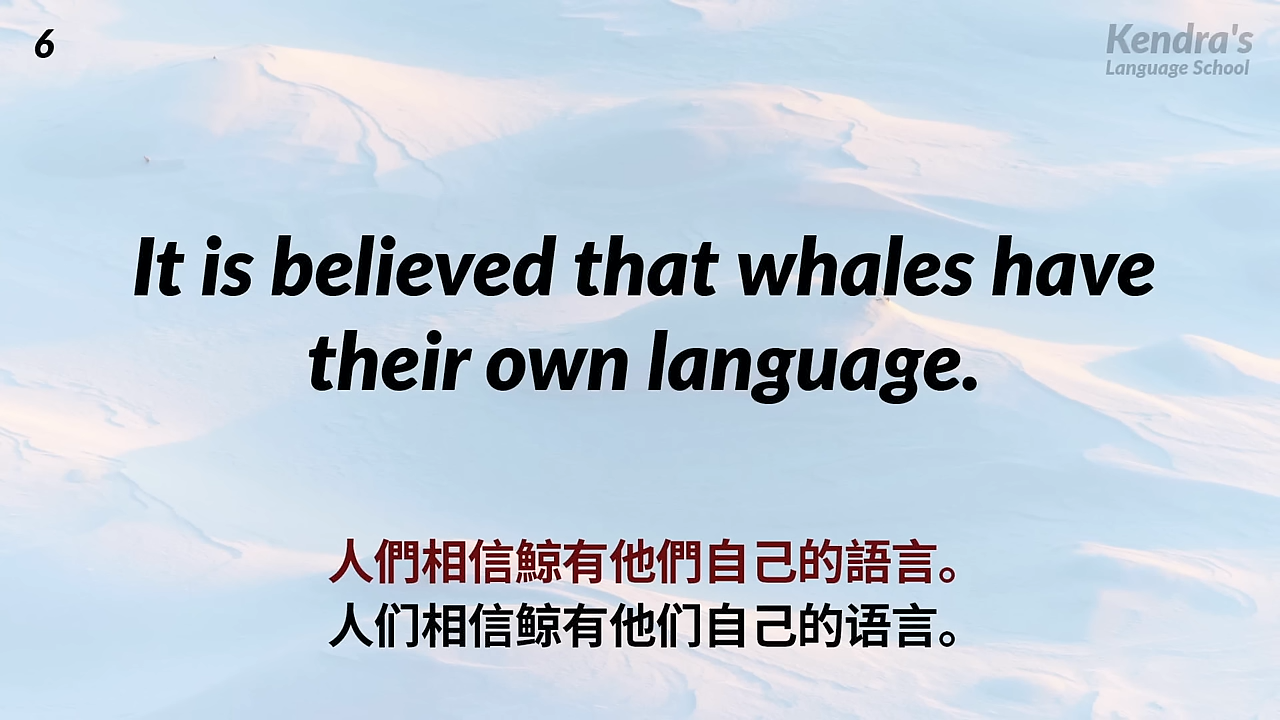 6
Kendra's
Language School
It is believed that whales have
their own language.
人們相信鯨有他們自己的語言。
人们相信鲸有他们自己的语言。